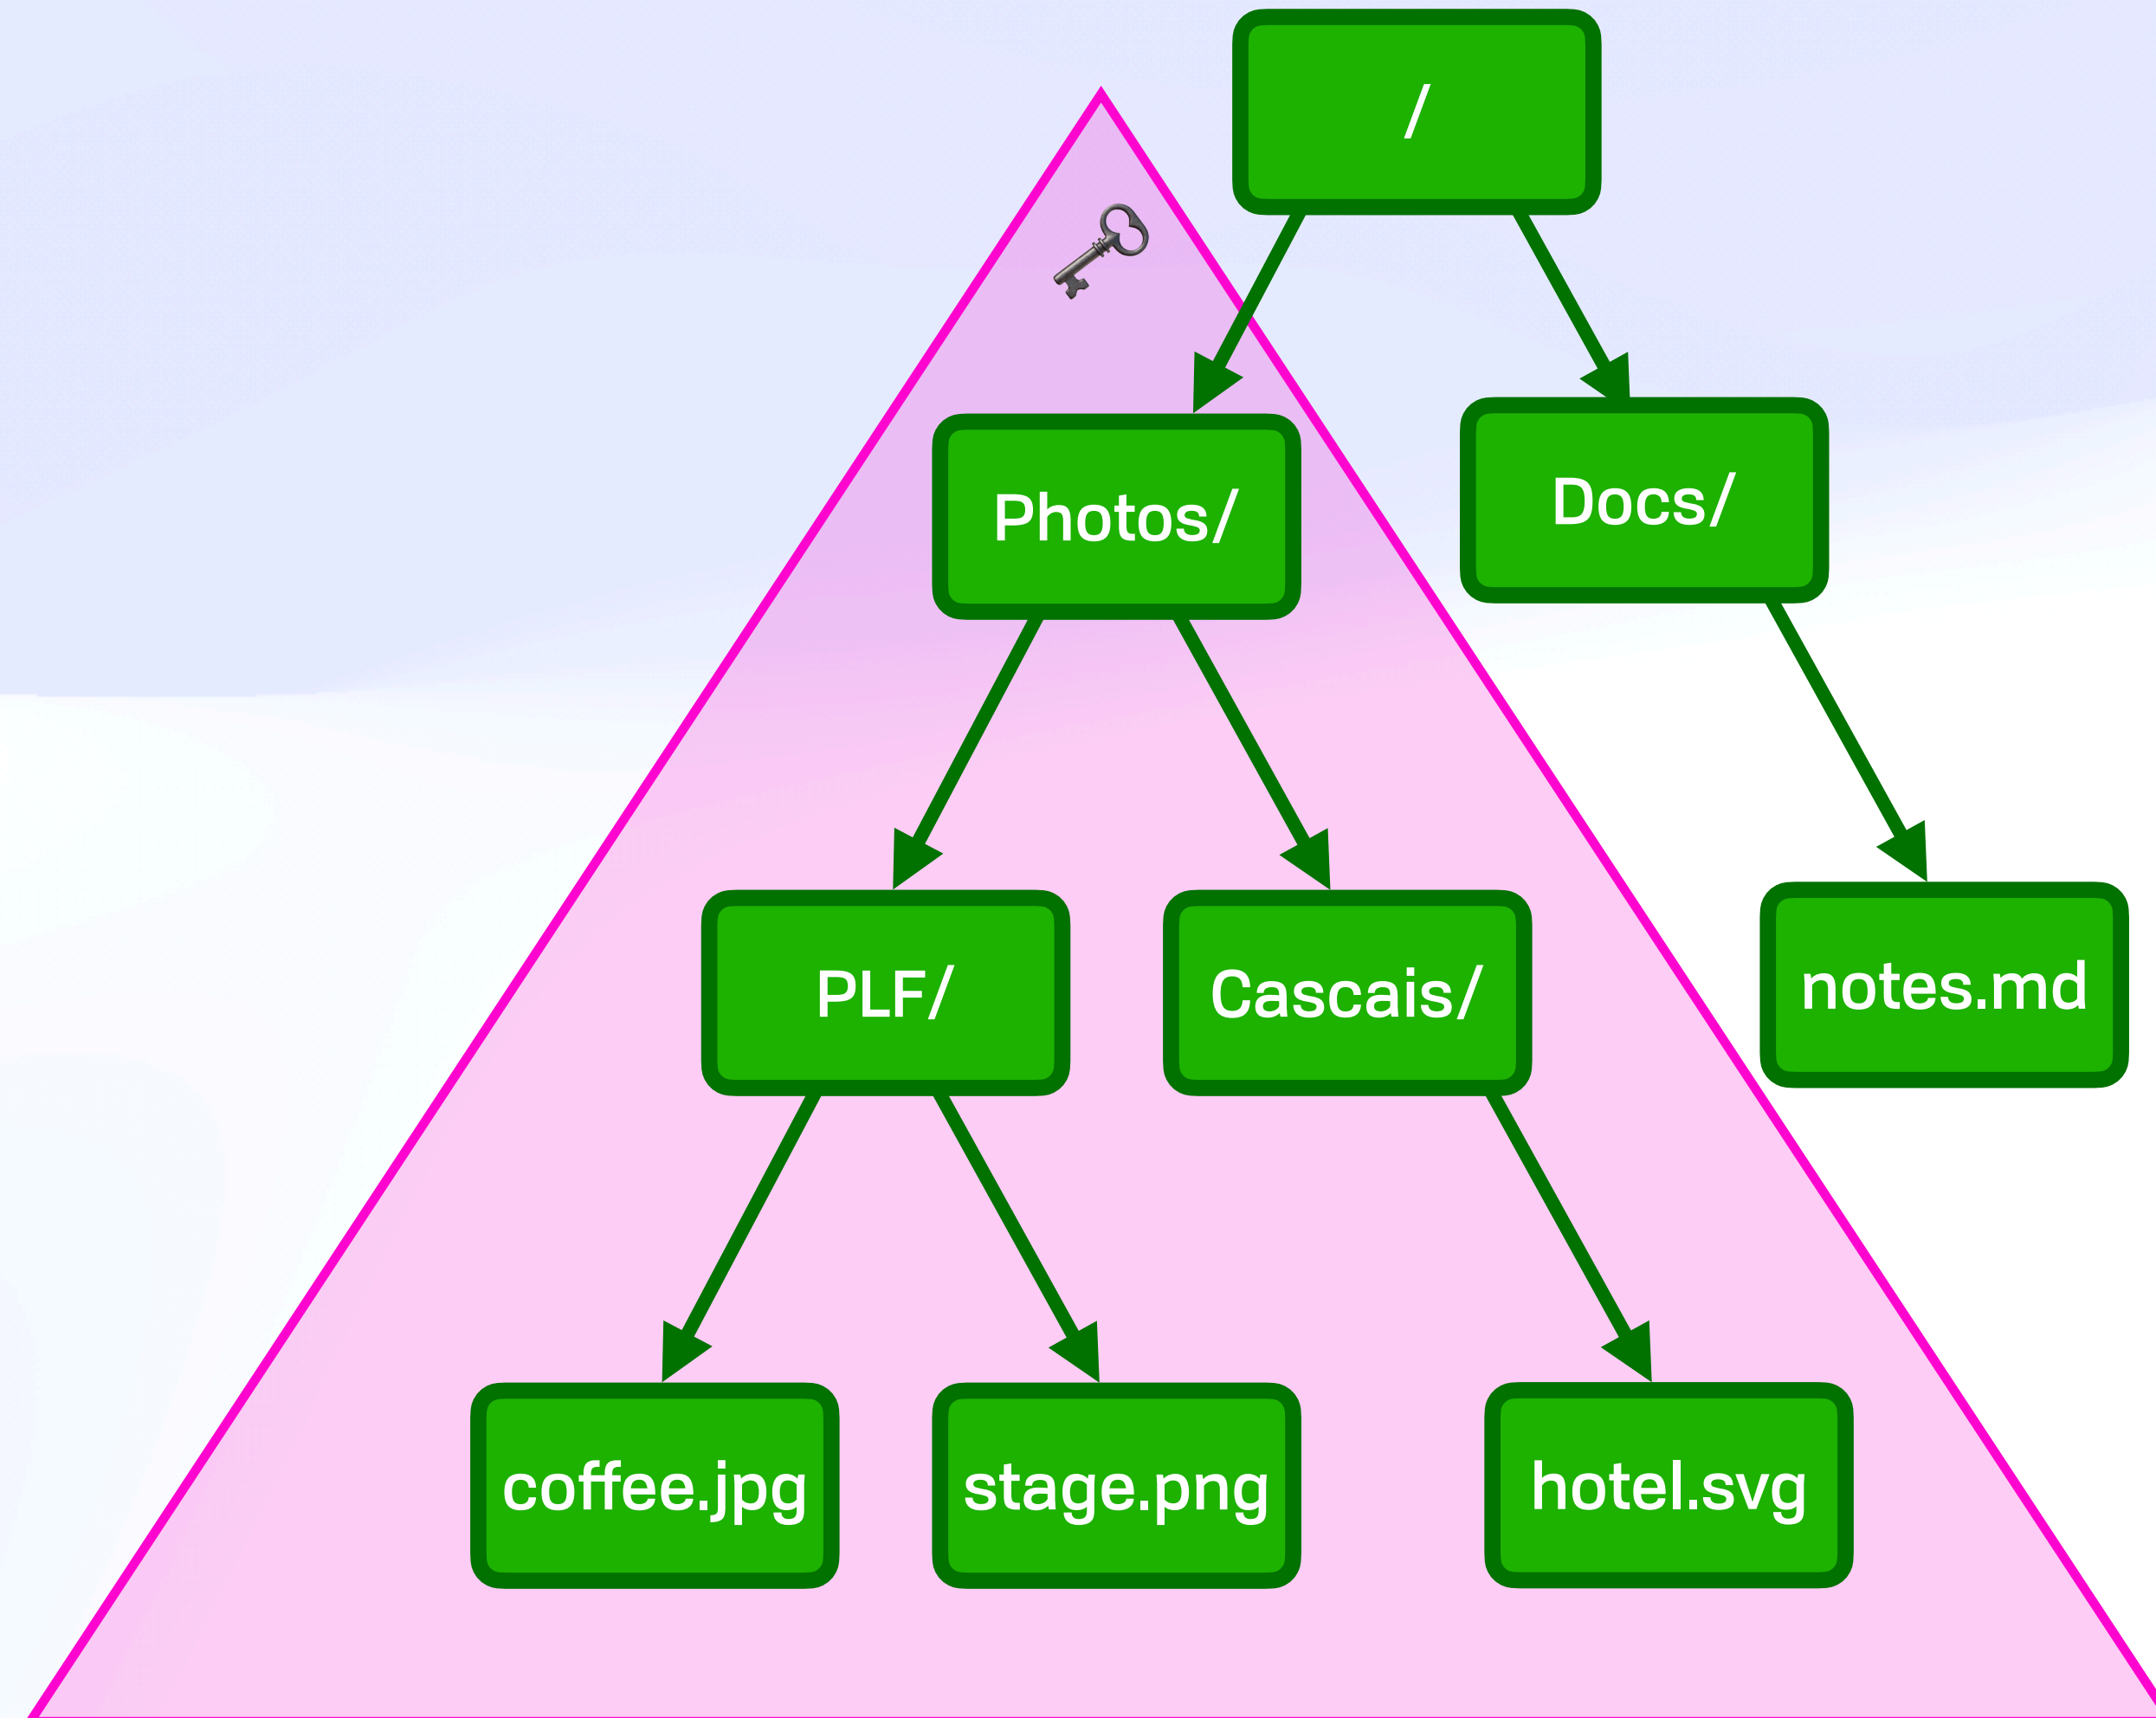 /
Photos/
Docs/
PLF/
Cascais/
notes.md
coffee.jpg
stage.png
hotel.svg